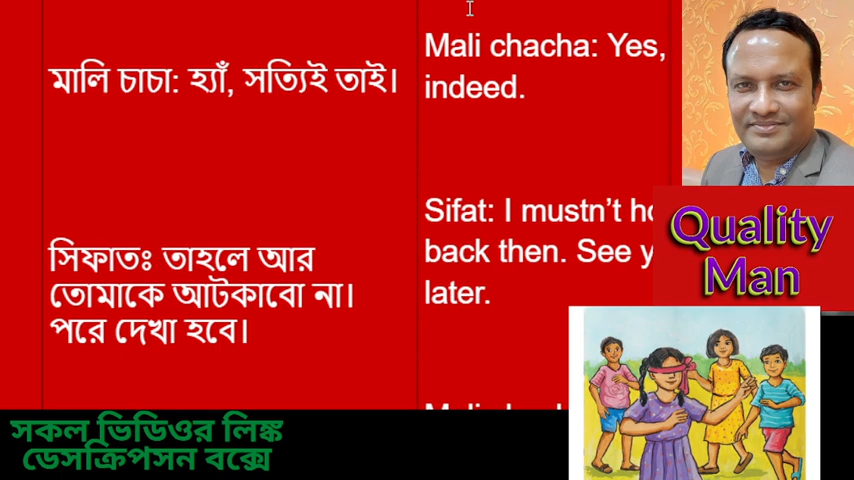 মালি চাচা: হ্যাঁ, সত্যিই তাই।
Mali chacha: Yes,
indeed.
সিফাতঃ তাহলে আর
তোমাকে আটকাবো না।
পরে দেখা হবে।
Sifat: I mustn't
back then. See
later.
Quality
Man
সকল ভিডিওর লিঙ্ক
ডেসক্রিপসন বক্সে